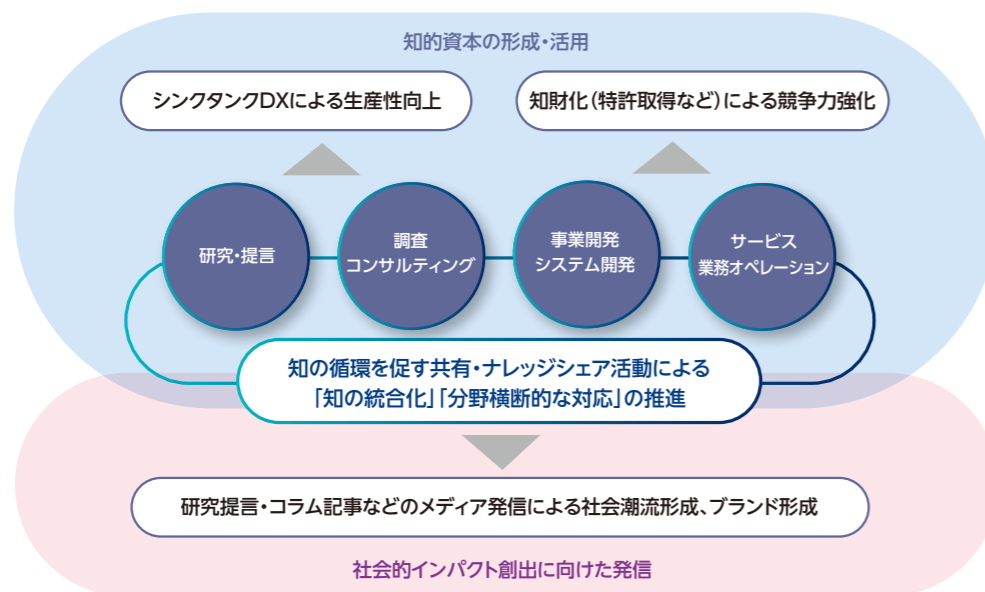 知的資本の形成・活用
シンクタンクDXによる生産性向上
知財化（特許取得など）による競争力強化
研究・提言
調査
コンサルティング
事業開発
システム開発
サービス
業務オペレーション
知の循環を促す共有・ナレッジシェア活動による
「知の統合化」「分野横断的な対応」の推進
研究提言・コラム記事などのメディア発信による社会潮流形成、ブランド形成
社会的インパクト創出に向けた発信